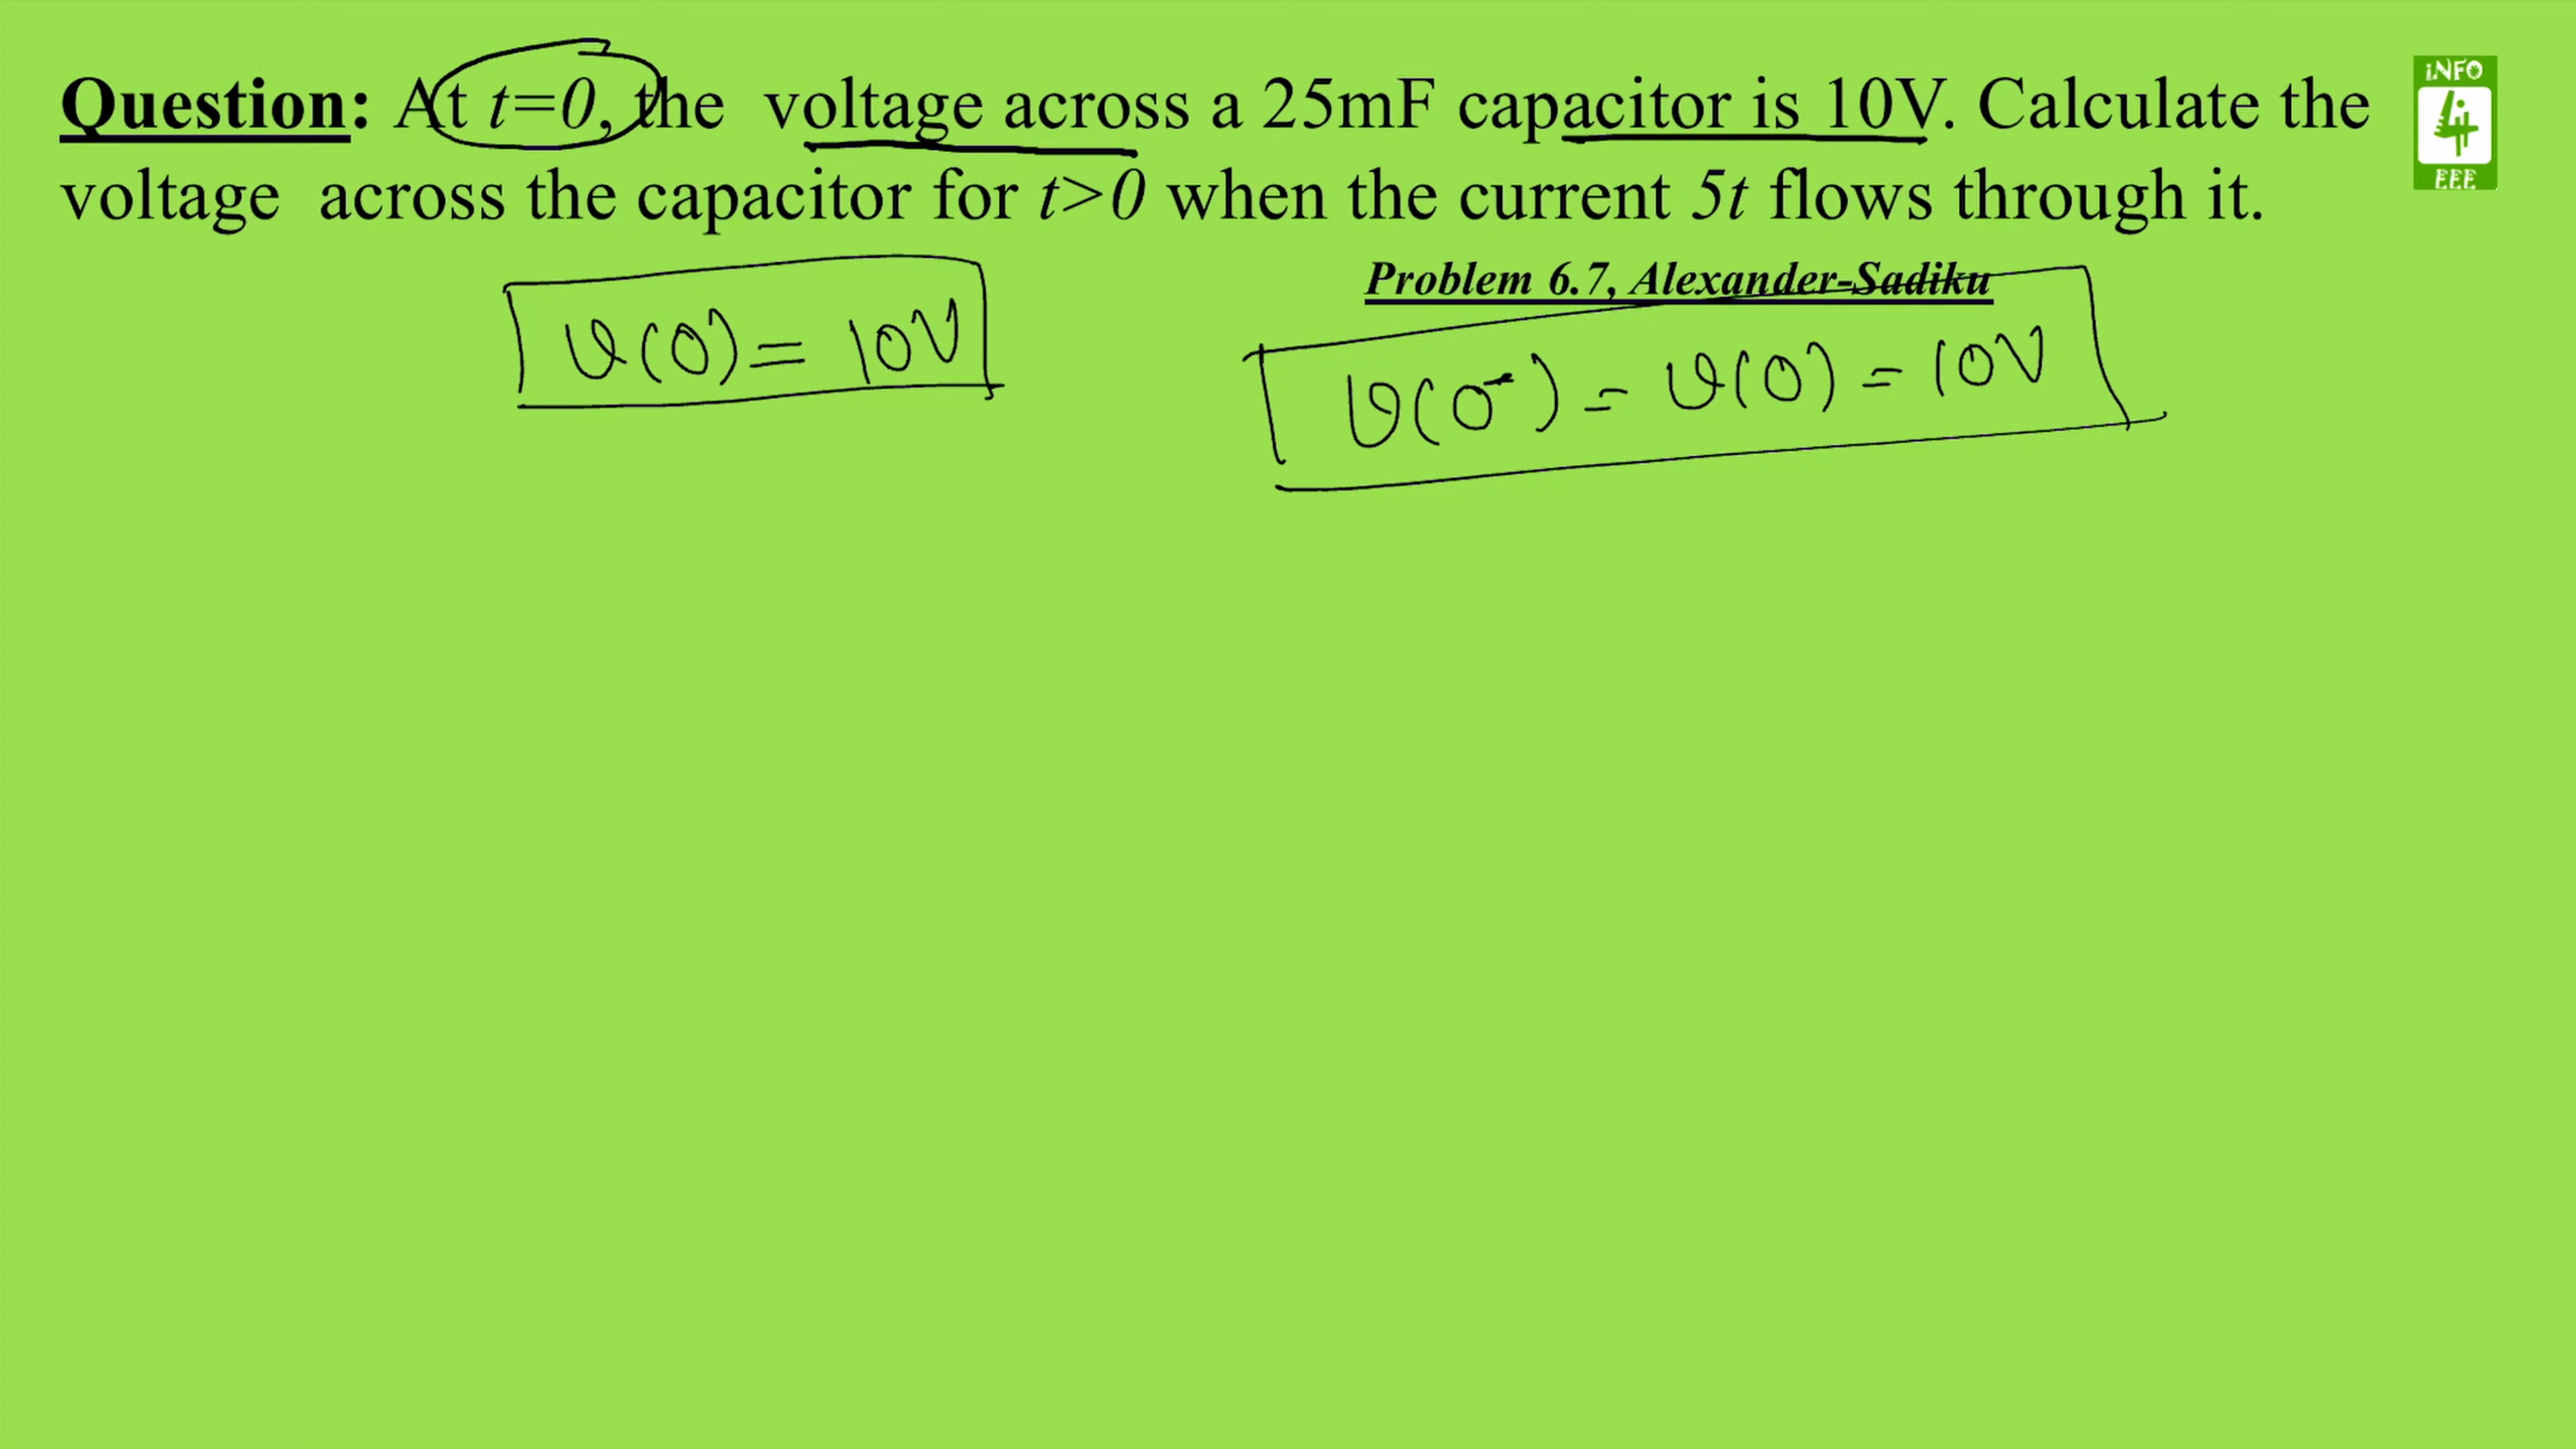 Question: At t=0, the voltage across a 25mF capacitor is 10V. Calculate the
voltage across the capacitor for t>0 when the current 5t flows through it.
Problem 6.7, Alexander-Sadiku
v(0) = 10V
v(0⁻) = v(0) = 10V
iNFO
4
EEE